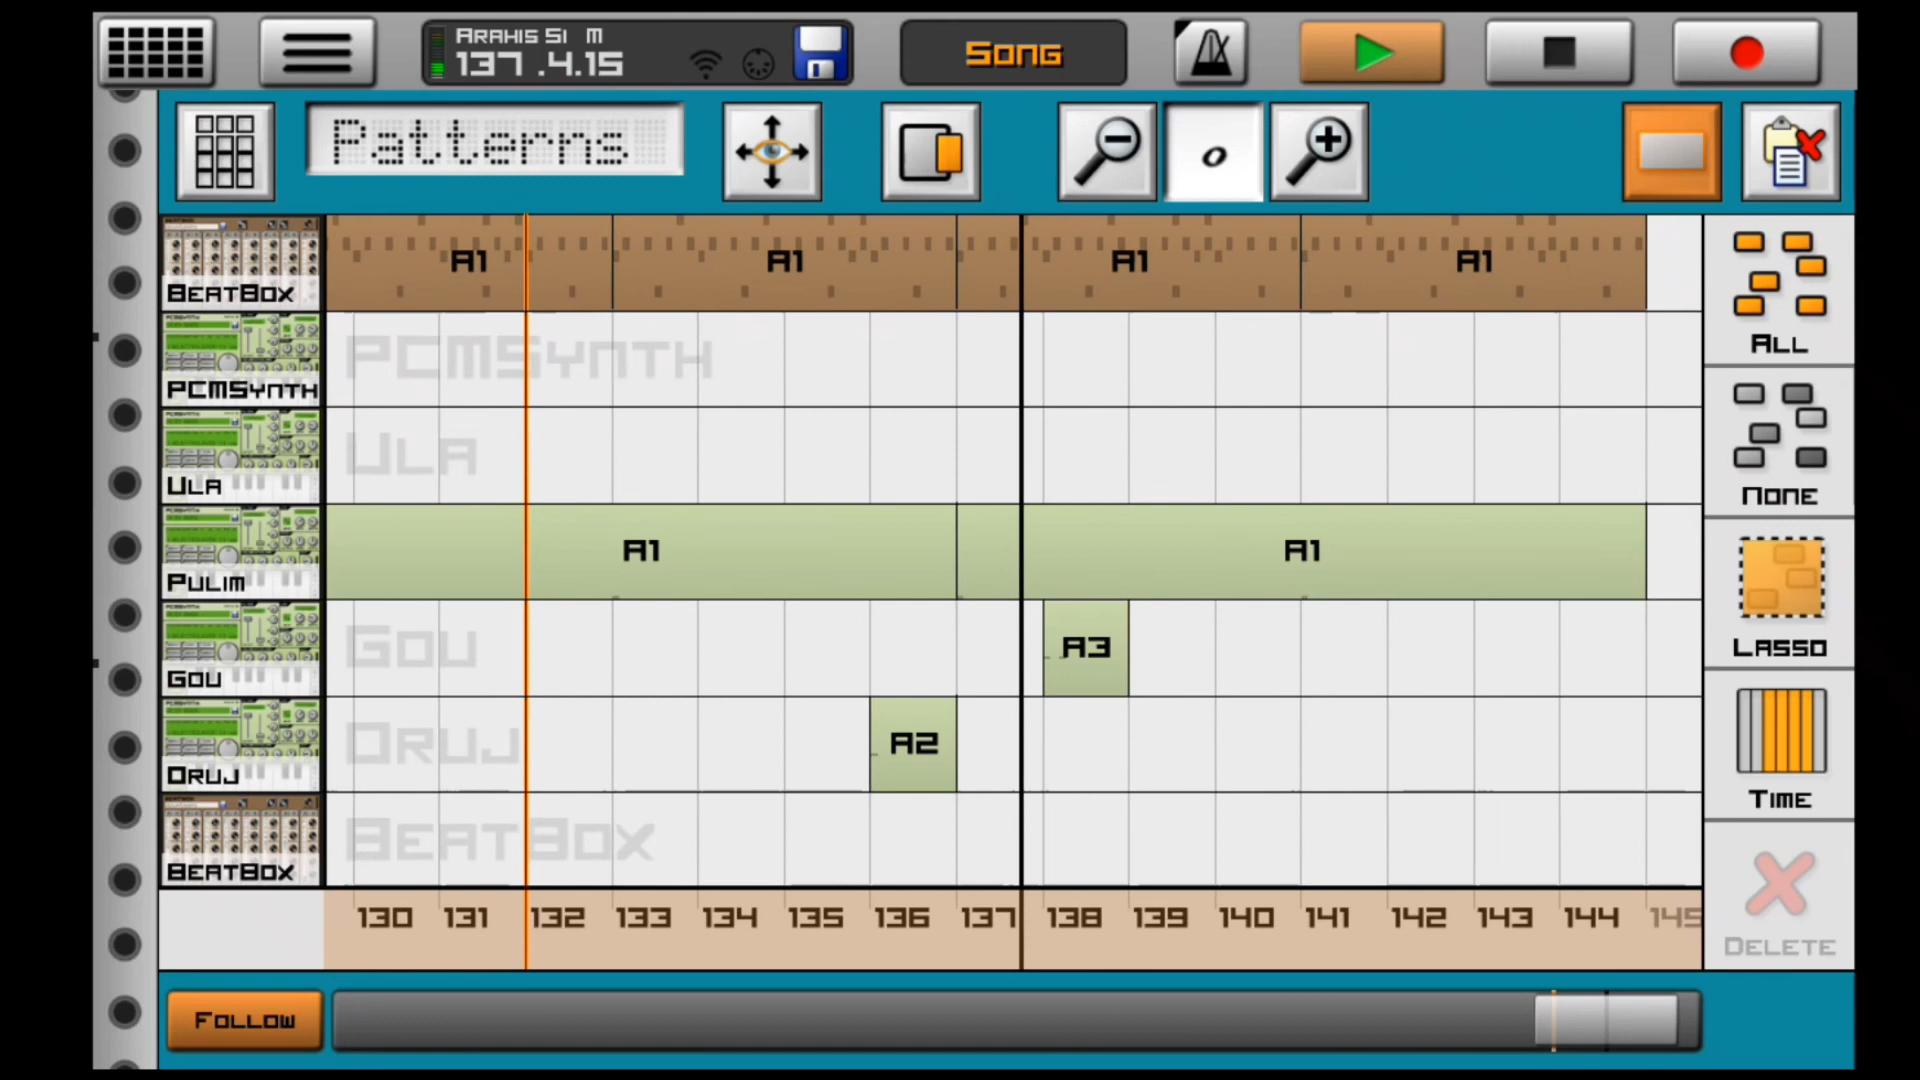 Arahis Si M
137 .4.15
Song
Patterns
A1 A1 A1 A1
BeatBox
PCMSynth
PCMSynth
Ula
Ula
A1 A1
Pulim
Gou
A3
Gou
Oruj
A2
Oruj
BeatBox
BeatBox
130 131 132 133 134 135 136 137 138 139 140 141 142 143 144 145
All
None
Lasso
Time
Delete
Follow